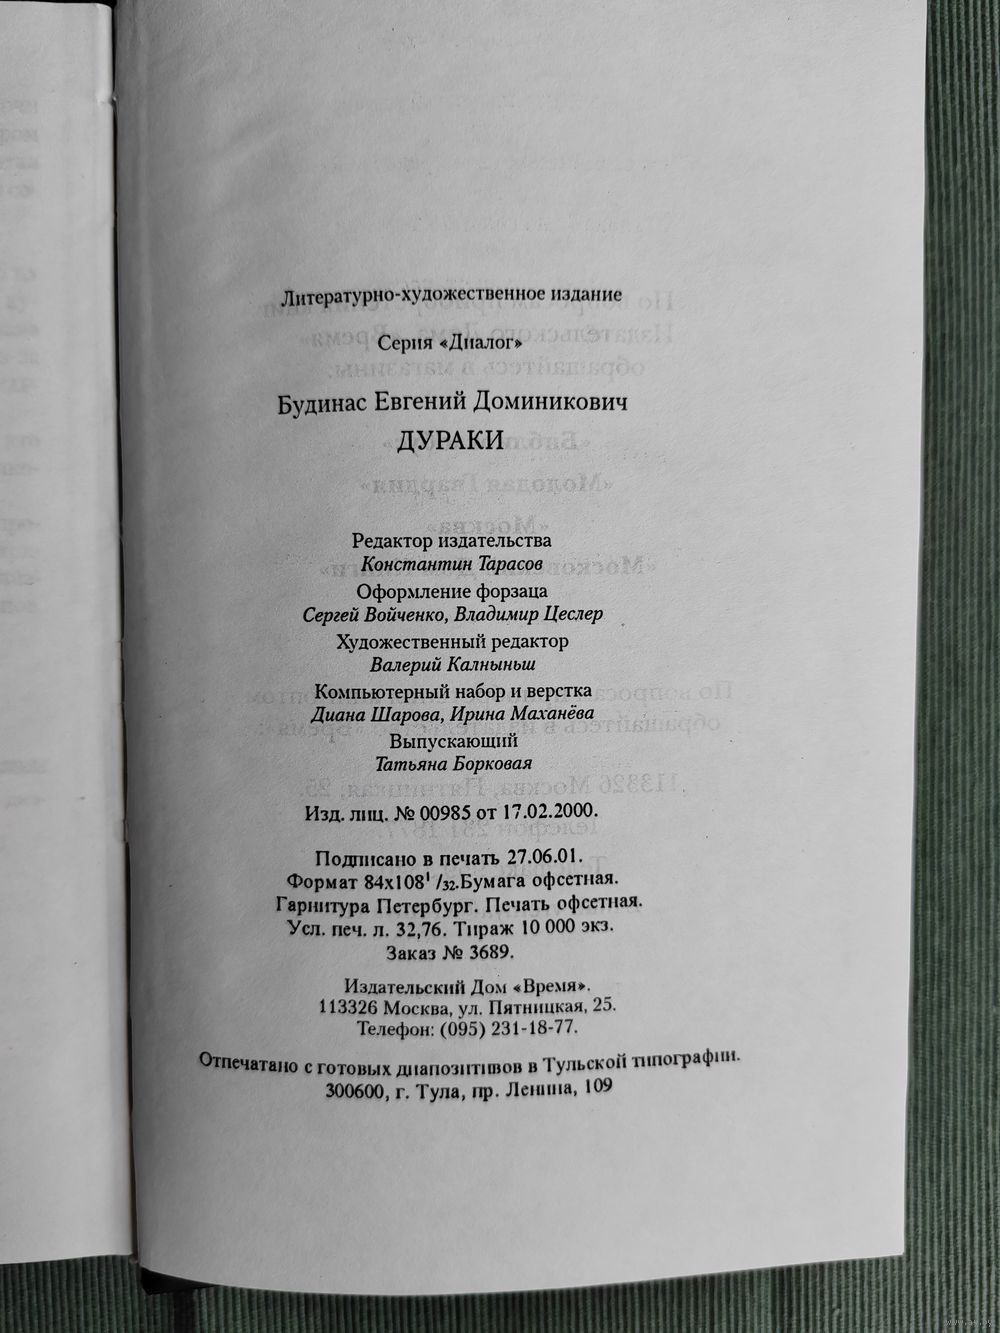 Литературно-художественное издание
Серия «Диалог»
Будинас Евгений Доминикович
ДУРАКИ
Редактор издательства
Константин Тарасов
Оформление форзаца
Сергей Войченко, Владимир Цеслер
Художественный редактор
Валерий Калныньш
Компьютерный набор и верстка
Диана Шарова, Ирина Маханёва
Выпускающий
Татьяна Борковая
Изд. лиц. № 00985 от 17.02.2000.
Подписано в печать 27.06.01.
Формат 84х108¹ /₃₂.Бумага офсетная.
Гарнитура Петербург. Печать офсетная.
Усл. печ. л. 32,76. Тираж 10 000 экз.
Заказ № 3689.
Издательский Дом «Время».
113326 Москва, ул. Пятницкая, 25.
Телефон: (095) 231-18-77.
Отпечатано с готовых диапозитивов в Тульской типографии.
300600, г. Тула, пр. Ленина, 109